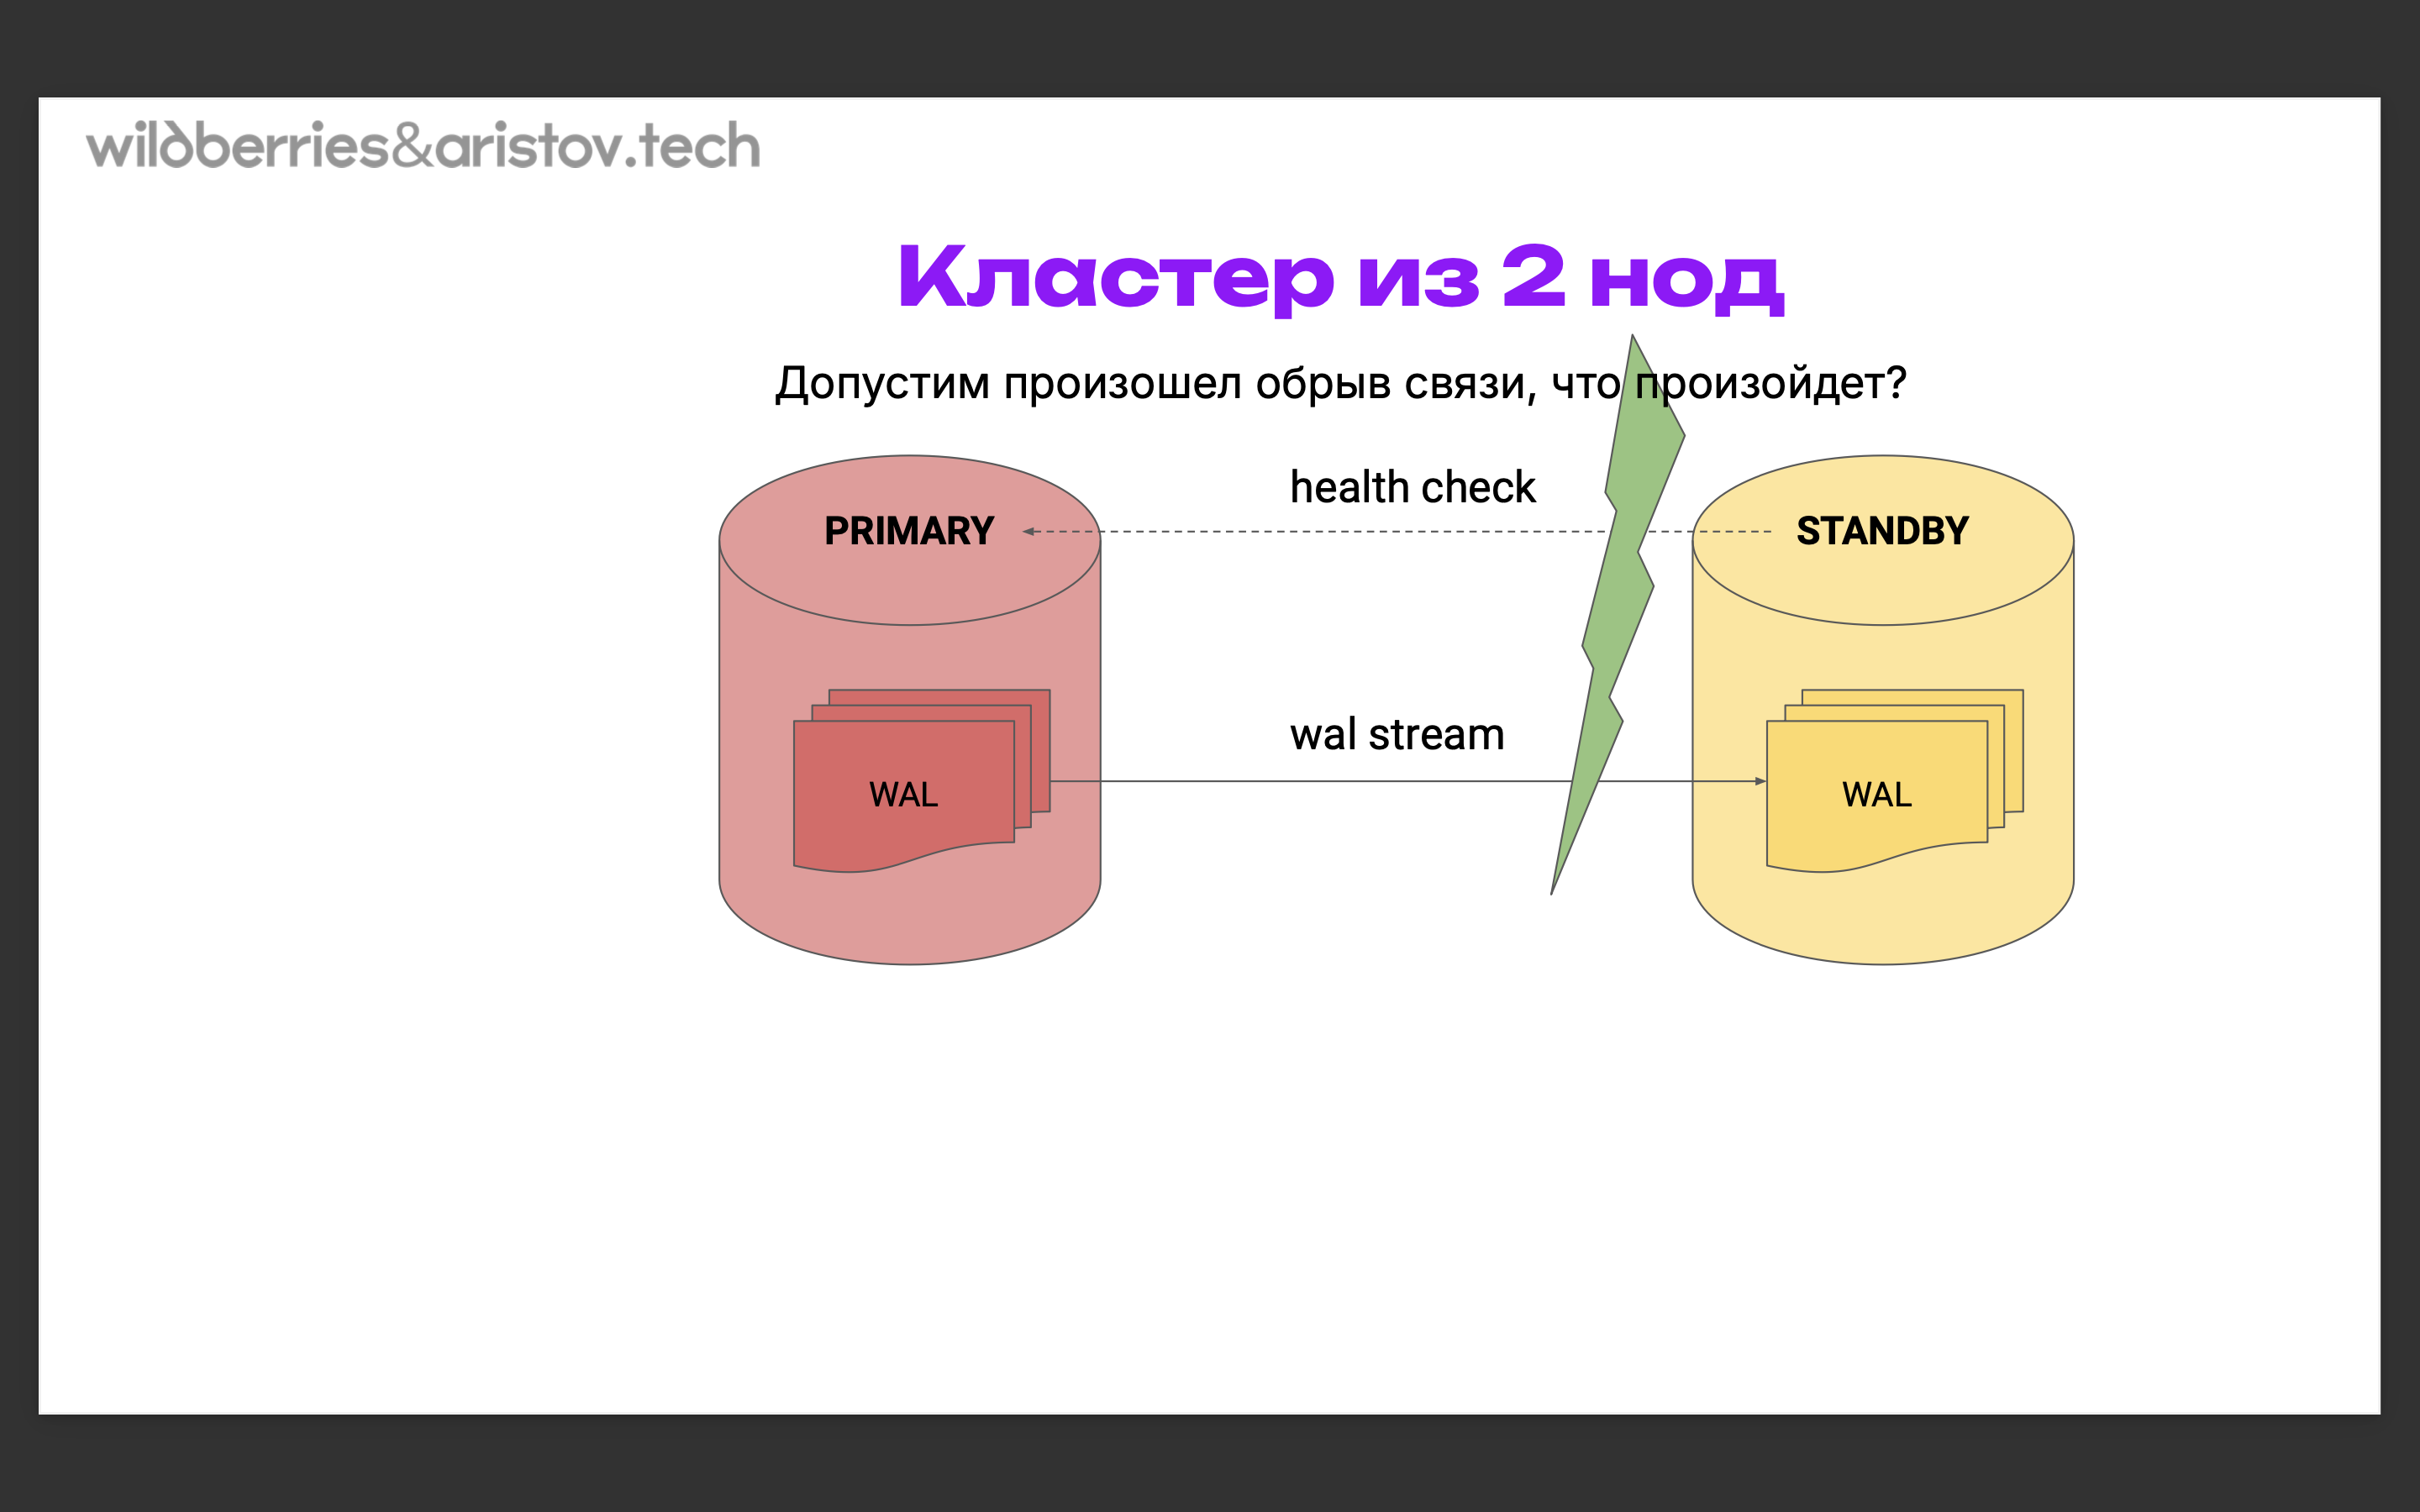 wildberries&aristov.tech
Кластер из 2 нод
Допустим произошел обрыв связи, что произойдет?
health check
PRIMARY
STANDBY
wal stream
WAL
WAL